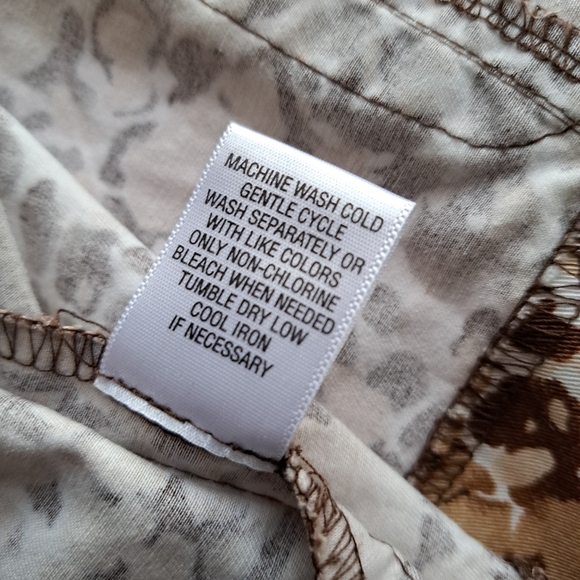 MACHINE WASH COLD
GENTLE CYCLE
WASH SEPARATELY OR
WITH LIKE COLORS
ONLY NON-CHLORINE
BLEACH WHEN NEEDED
TUMBLE DRY LOW
COOL IRON
IF NECESSARY